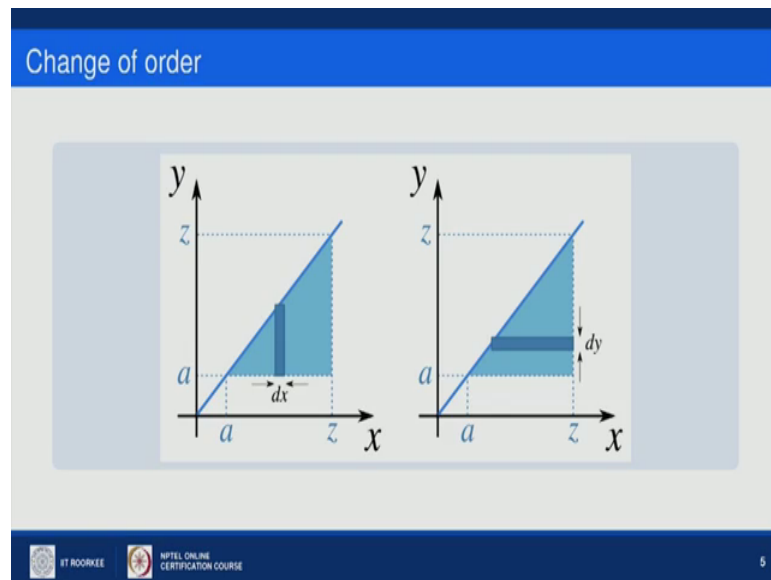 Change of order
y
z
a
dx
a
z
x
y
z
a
dy
a
z
x
IIT ROORKEE
NPTEL ONLINE
CERTIFICATION COURSE
5